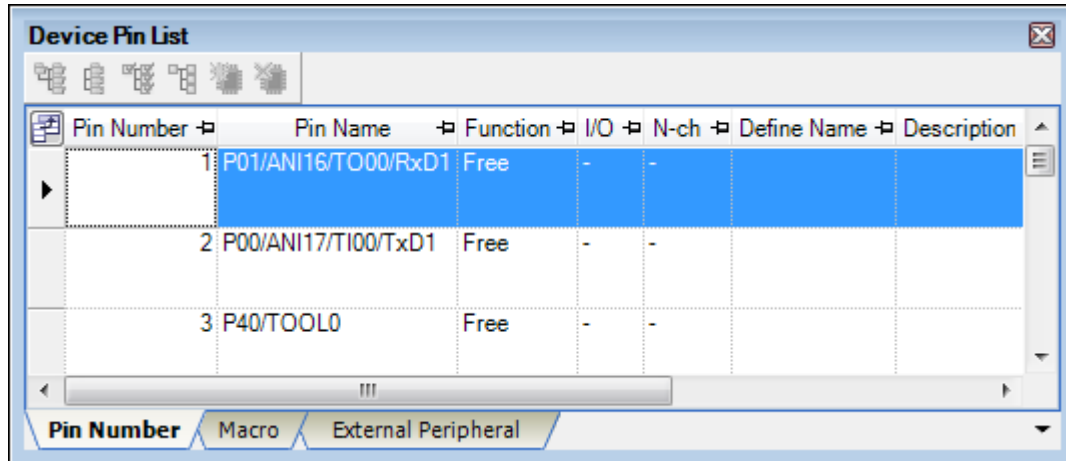 Device Pin List
Pin Number Pin Name Function I/O N-ch Define Name Description
1 P01/ANI16/TO00/RxD1 Free - -
2 P00/ANI17/TI00/TxD1 Free - -
3 P40/TOOL0 Free - -
Pin Number Macro External Peripheral